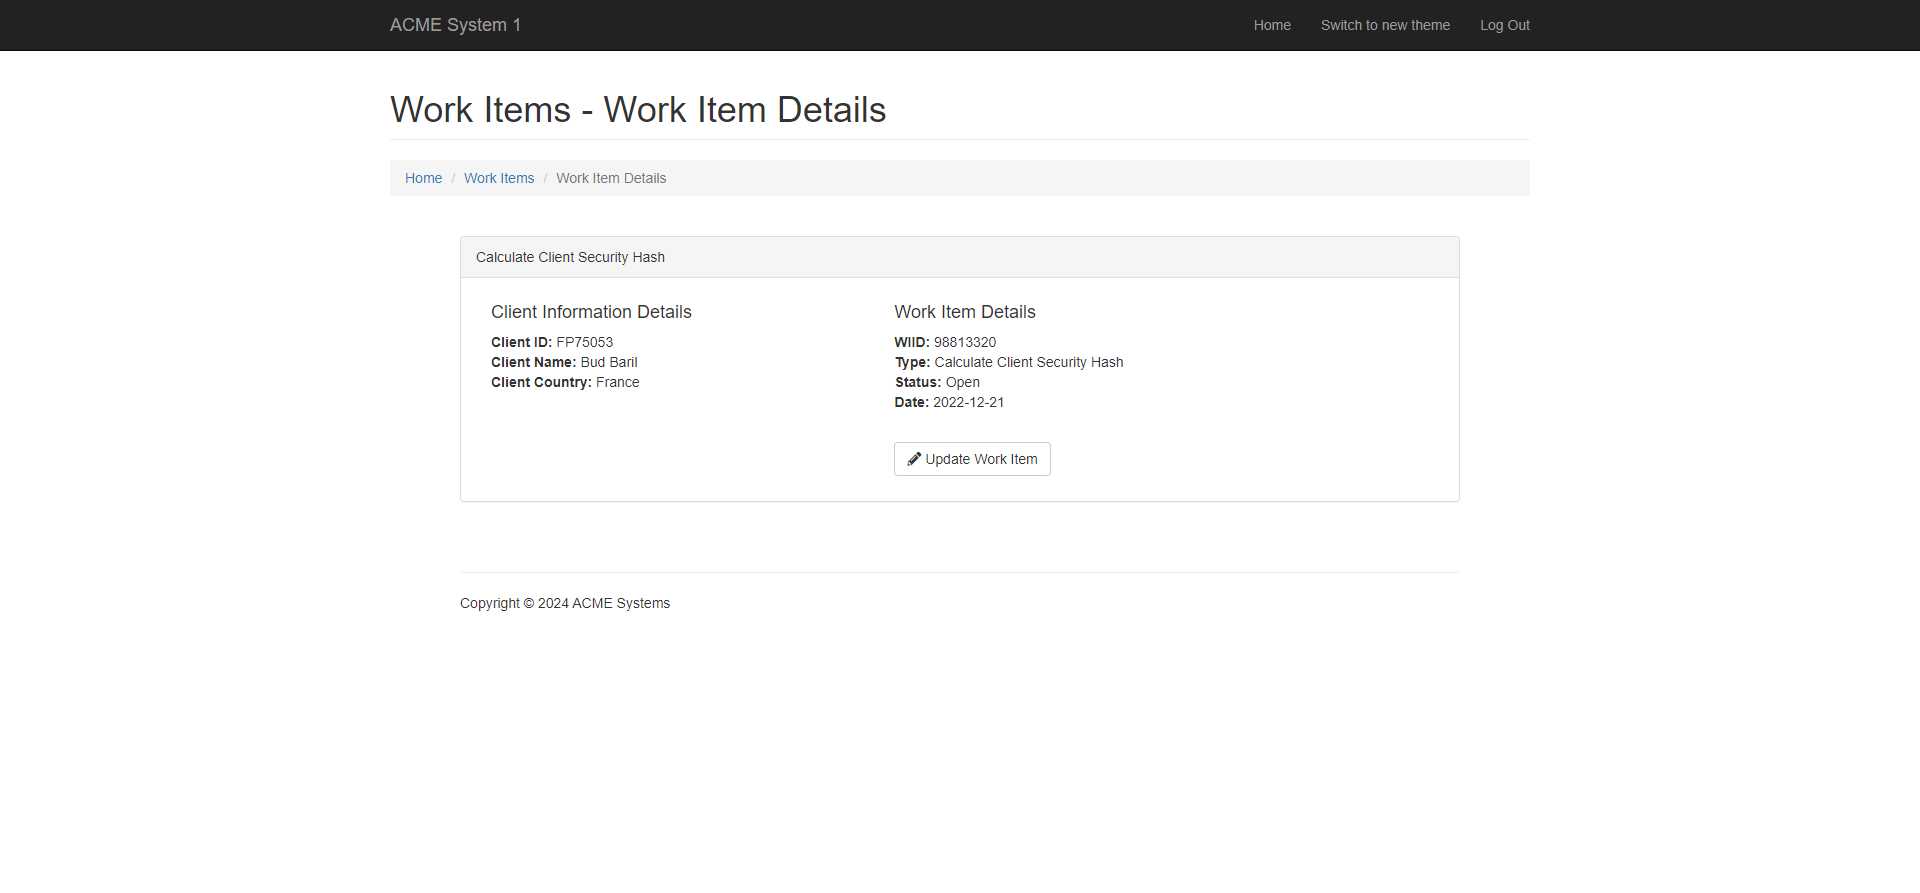 ACME System 1
Home
Switch to new theme
Log Out
Work Items - Work Item Details
Home / Work Items / Work Item Details
Calculate Client Security Hash
Client Information Details
Client ID: FP75053
Client Name: Bud Baril
Client Country: France
Work Item Details
WIID: 98813320
Type: Calculate Client Security Hash
Status: Open
Date: 2022-12-21
Update Work Item
Copyright © 2024 ACME Systems